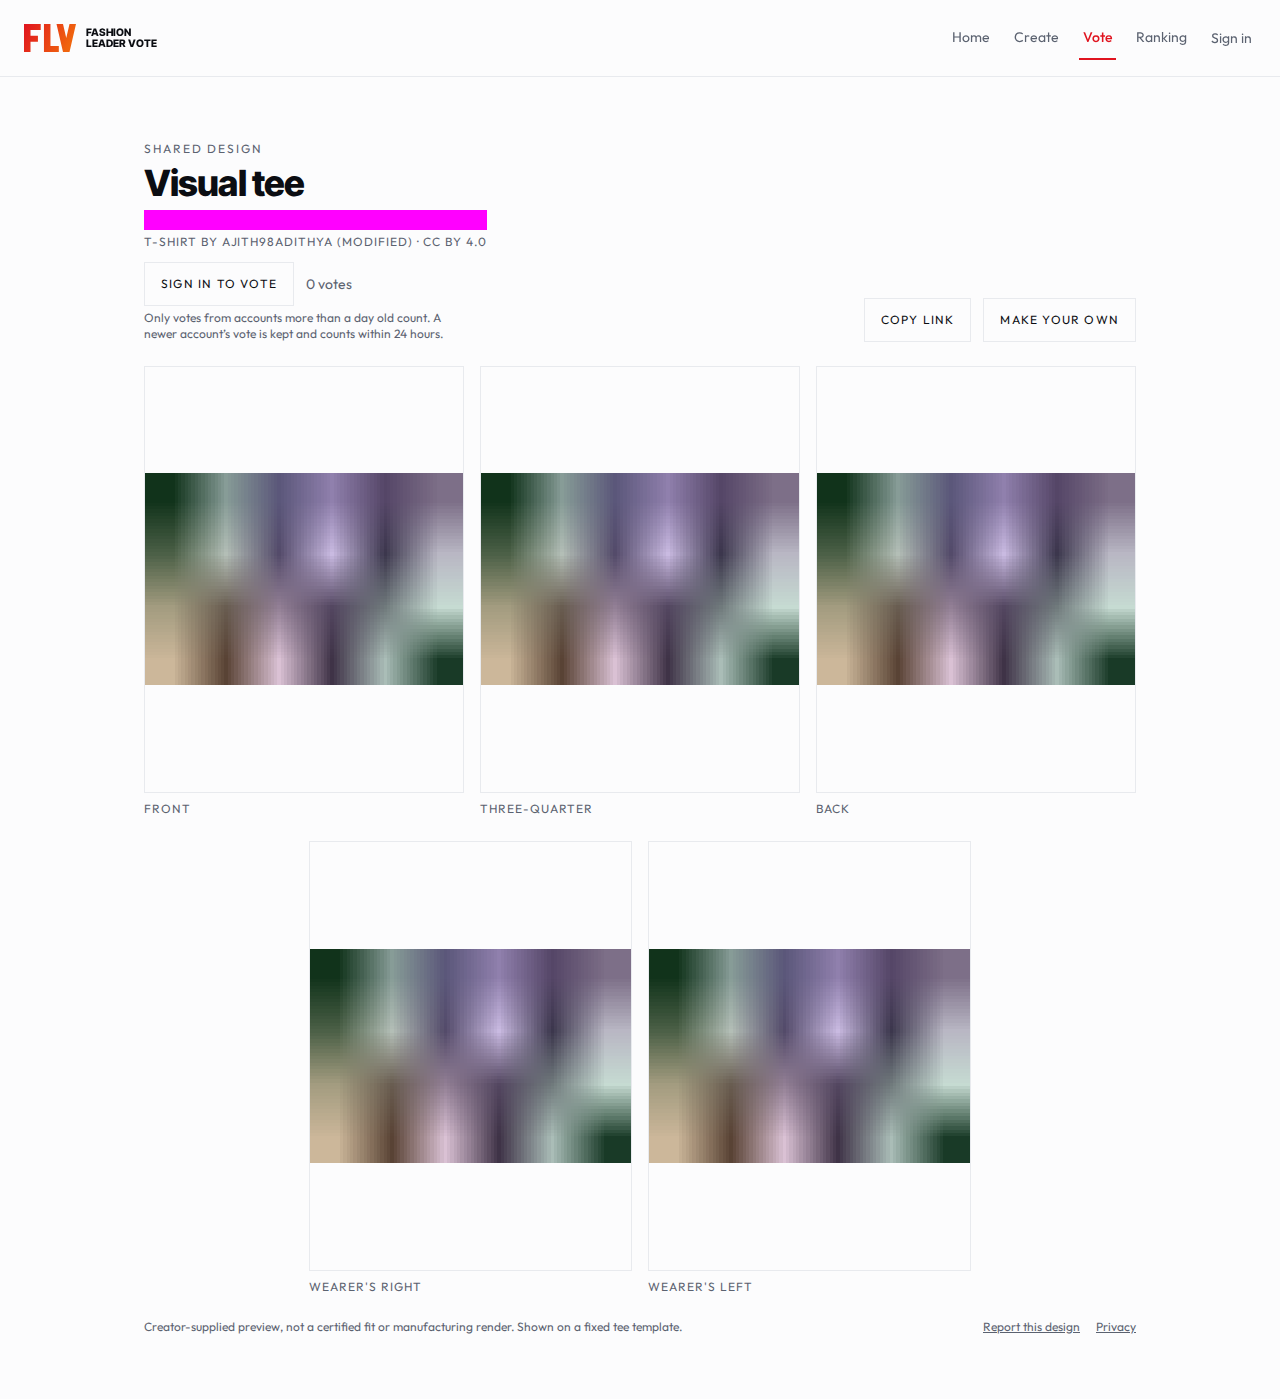 FLV
FASHION
LEADER VOTE
Home
Create
Vote
Ranking
Sign in
SHARED DESIGN
Visual tee
T-SHIRT BY AJITH98ADITHYA (MODIFIED) · CC BY 4.0
SIGN IN TO VOTE
0 votes
Only votes from accounts more than a day old count. A
newer account's vote is kept and counts within 24 hours.
COPY LINK
MAKE YOUR OWN
FRONT
THREE-QUARTER
BACK
WEARER'S RIGHT
WEARER'S LEFT
Creator-supplied preview, not a certified fit or manufacturing render. Shown on a fixed tee template.
Report this design
Privacy